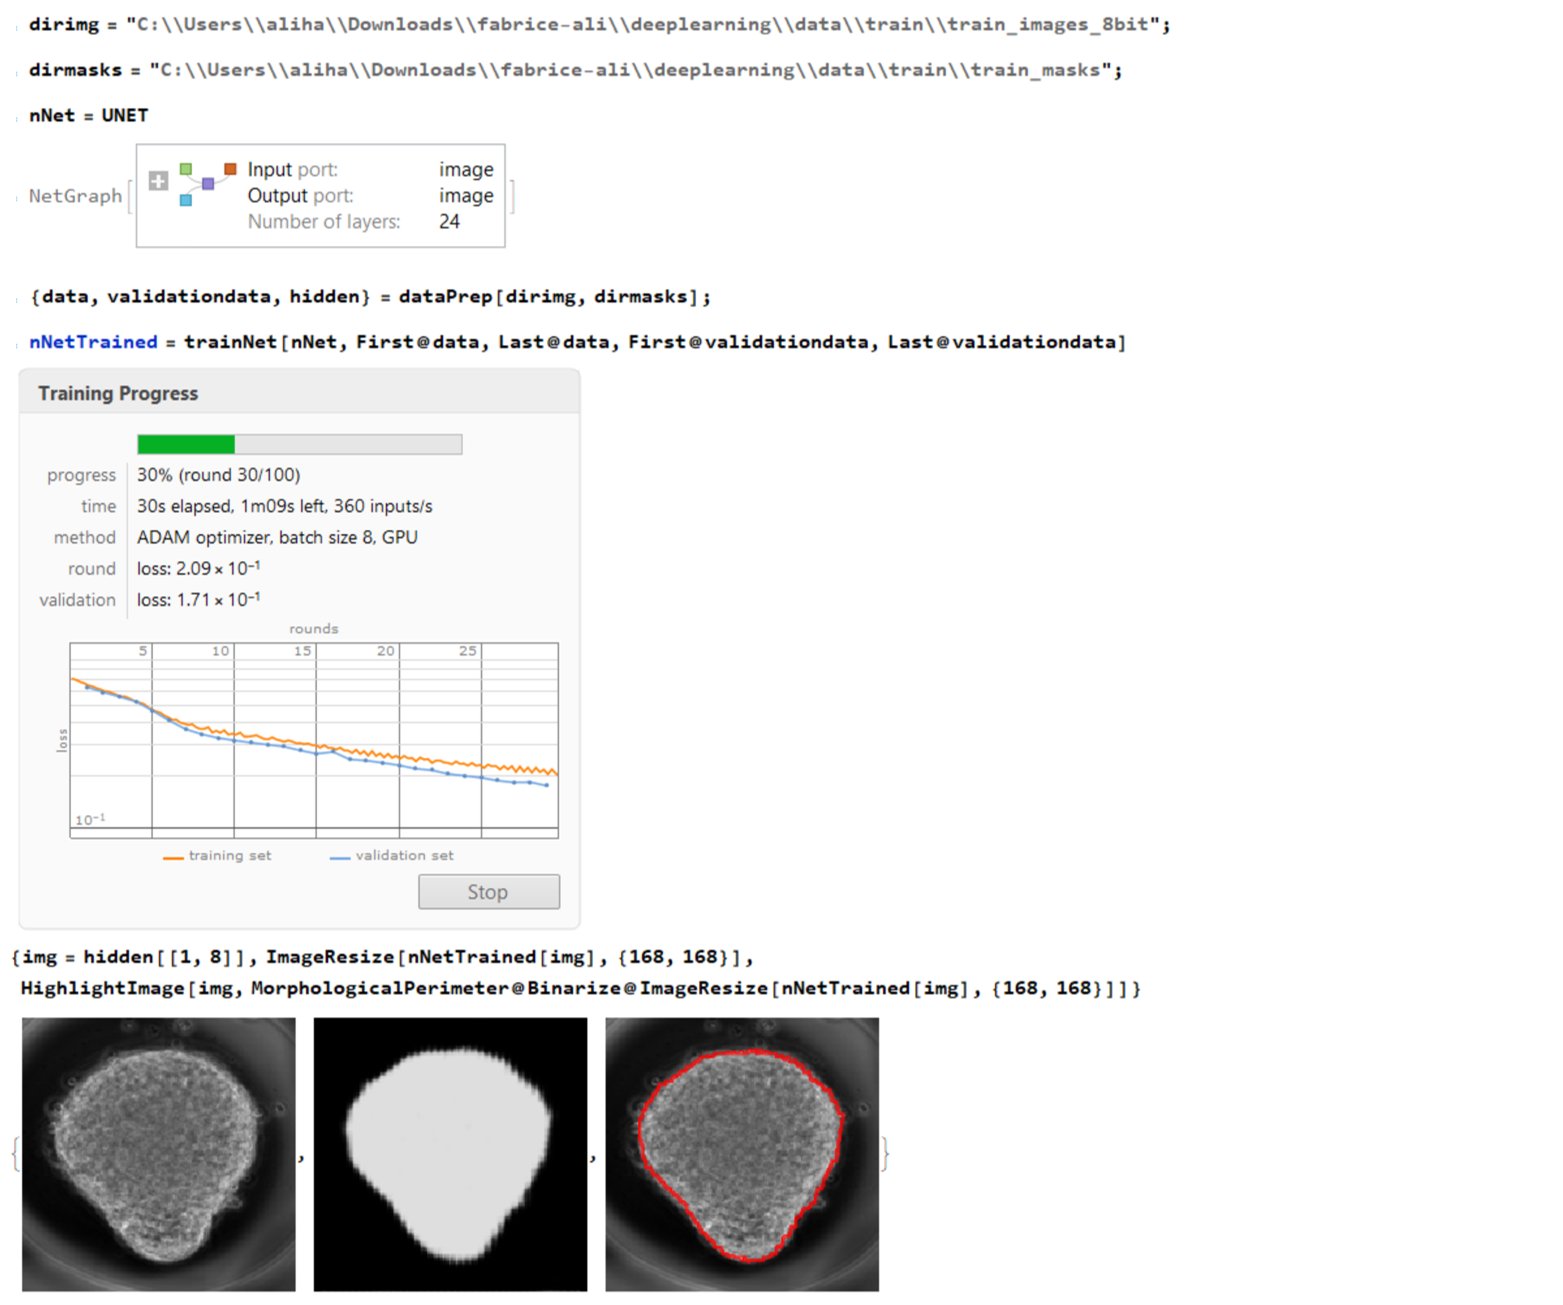 dirimg = "C:\\Users\\aliha\\Downloads\\fabrice-ali\\deeplearning\\data\\train\\train_images_8bit";
dirmasks = "C:\\Users\\aliha\\Downloads\\fabrice-ali\\deeplearning\\data\\train\\train_masks";
nNet = UNET
NetGraph[
Input port: image
Output port: image
Number of layers: 24
]
{data, validationdata, hidden} = dataPrep[dirimg, dirmasks];
nNetTrained = trainNet[nNet, First@data, Last@data, First@validationdata, Last@validationdata]
Training Progress
progress 30% (round 30/100)
time 30s elapsed, 1m09s left, 360 inputs/s
method ADAM optimizer, batch size 8, GPU
round loss: 2.09 × 10⁻¹
validation loss: 1.71 × 10⁻¹
rounds
5 10 15 20 25
loss
10⁻¹
training set validation set
Stop
{img = hidden[[1, 8]], ImageResize[nNetTrained[img], {168, 168}],
HighlightImage[img, MorphologicalPerimeter@Binarize@ImageResize[nNetTrained[img], {168, 168}]]}
{ , , }